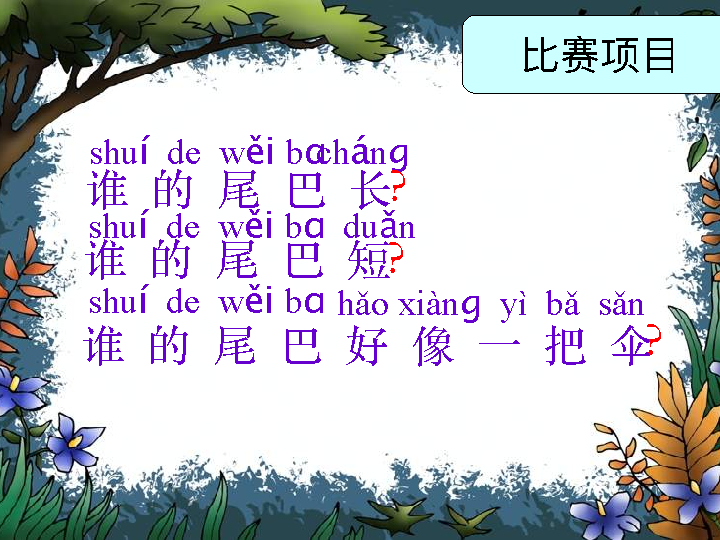 比赛项目
shuí de wěi bɑ chánɡ
谁 的 尾 巴 长?
shuí de wěi bɑ duǎn
谁 的 尾 巴 短?
shuí de wěi bɑ hǎo xiànɡ yì bǎ sǎn
谁 的 尾 巴 好 像 一 把 伞?